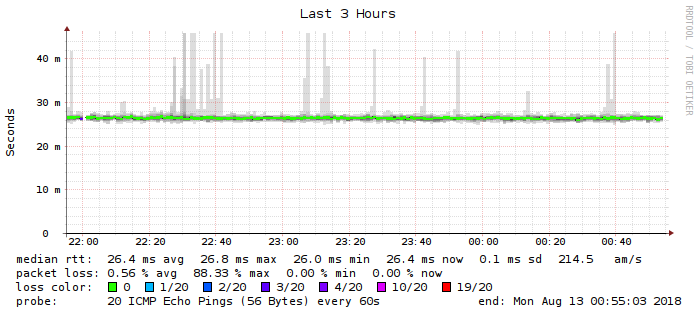 Last 3 Hours
RRDTOOL / TOBI OETIKER
Seconds
40 m
30 m
20 m
10 m
0
22:00 22:20 22:40 23:00 23:20 23:40 00:00 00:20 00:40
median rtt: 26.4 ms avg 26.8 ms max 26.0 ms min 26.4 ms now 0.1 ms sd 214.5 am/s
packet loss: 0.56 % avg 88.33 % max 0.00 % min 0.00 % now
loss color: 0 1/20 2/20 3/20 4/20 10/20 19/20
probe: 20 ICMP Echo Pings (56 Bytes) every 60s end: Mon Aug 13 00:55:03 2018